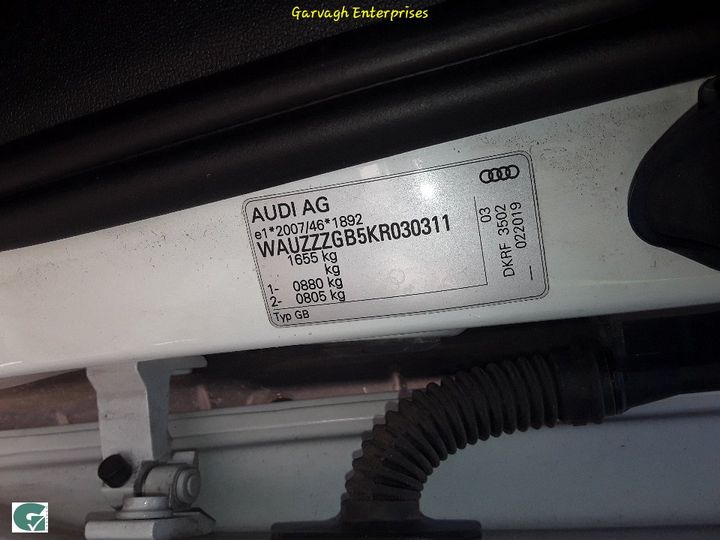 Garvagh Enterprises
AUDI AG
e1*2007/46*1892
WAUZZZGB5KR030311
1655 kg
kg
1- 0880 kg
2- 0805 kg
Typ GB
03
DKRF 3502
— 022019
G